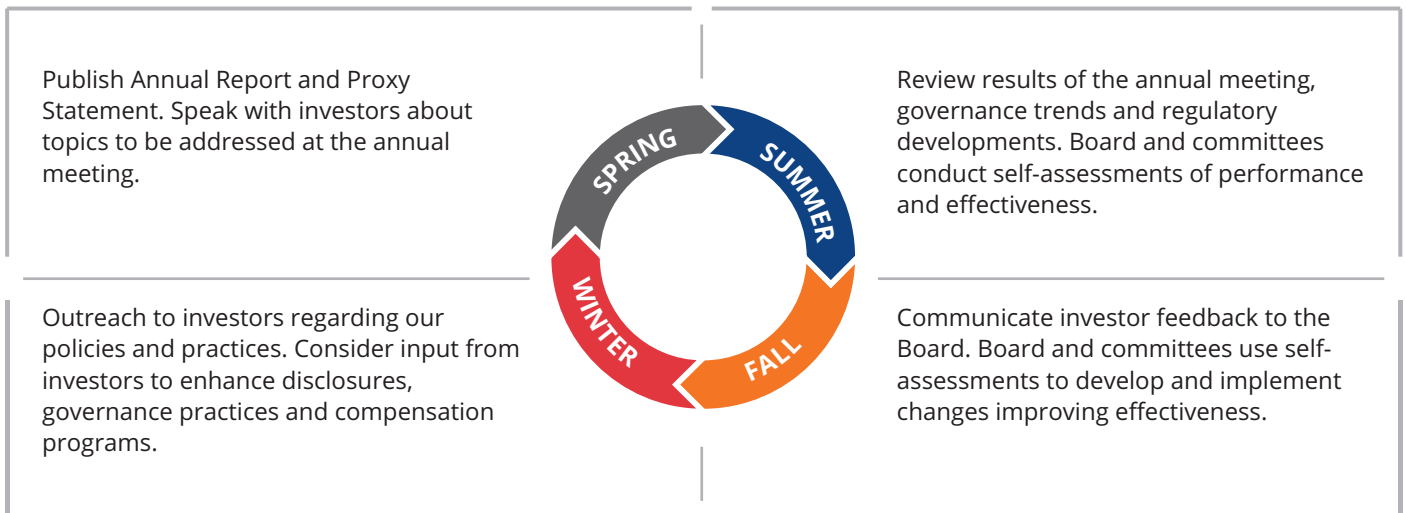 Publish Annual Report and Proxy
Statement. Speak with investors about
topics to be addressed at the annual
meeting.
SPRING
SUMMER
Review results of the annual meeting,
governance trends and regulatory
developments. Board and committees
conduct self-assessments of performance
and effectiveness.
Outreach to investors regarding our
policies and practices. Consider input from
investors to enhance disclosures,
governance practices and compensation
programs.
WINTER
FALL
Communicate investor feedback to the
Board. Board and committees use self-
assessments to develop and implement
changes improving effectiveness.